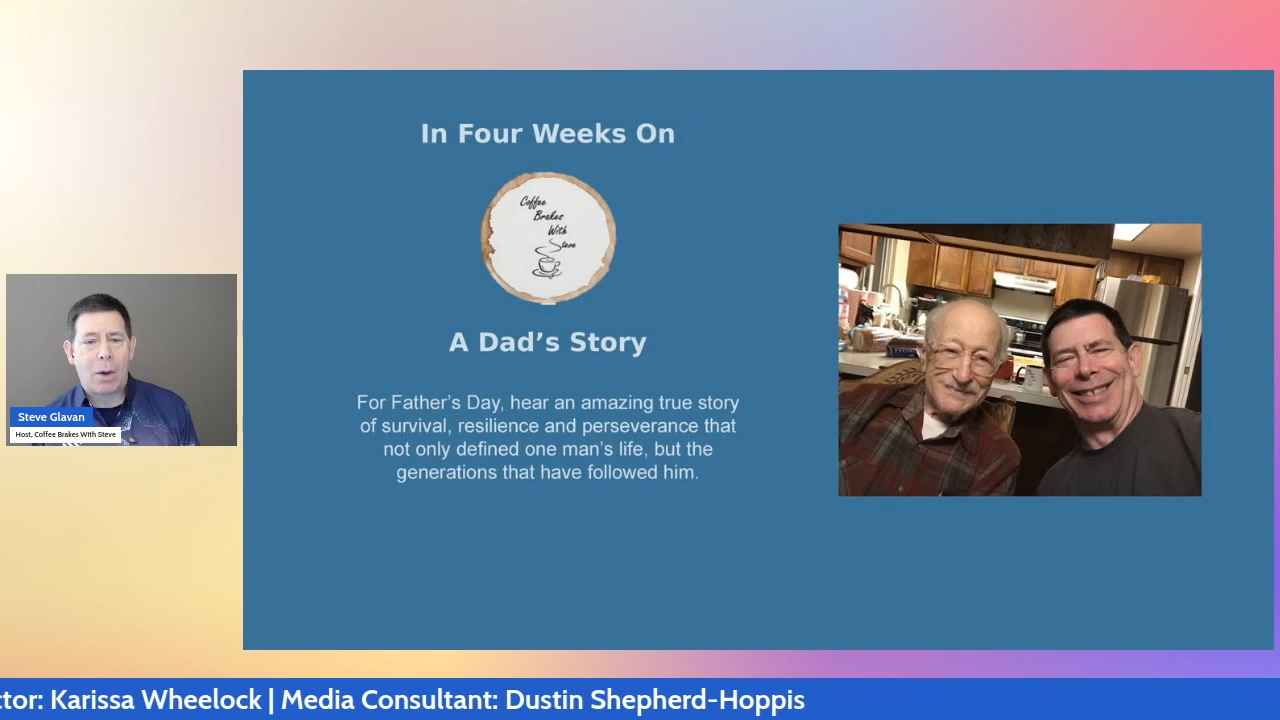 In Four Weeks On
Coffee
Brakes
With
Steve
A Dad’s Story
For Father’s Day, hear an amazing true story
of survival, resilience and perseverance that
not only defined one man’s life, but the
generations that have followed him.
Steve Glavan
Host, Coffee Brakes With Steve
ctor: Karissa Wheelock | Media Consultant: Dustin Shepherd-Hoppis